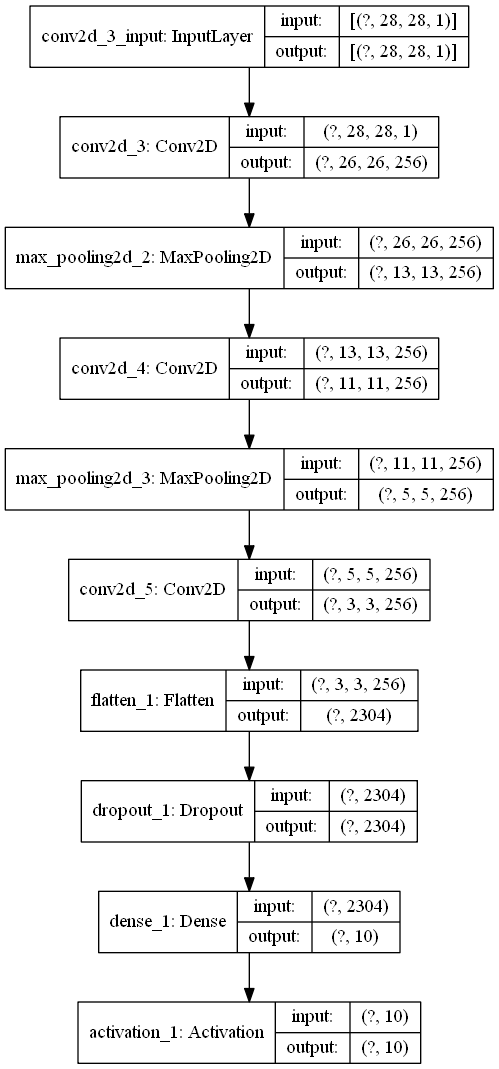 conv2d_3_input: InputLayer
input: [(?, 28, 28, 1)]
output: [(?, 28, 28, 1)]
conv2d_3: Conv2D
input: (?, 28, 28, 1)
output: (?, 26, 26, 256)
max_pooling2d_2: MaxPooling2D
input: (?, 26, 26, 256)
output: (?, 13, 13, 256)
conv2d_4: Conv2D
input: (?, 13, 13, 256)
output: (?, 11, 11, 256)
max_pooling2d_3: MaxPooling2D
input: (?, 11, 11, 256)
output: (?, 5, 5, 256)
conv2d_5: Conv2D
input: (?, 5, 5, 256)
output: (?, 3, 3, 256)
flatten_1: Flatten
input: (?, 3, 3, 256)
output: (?, 2304)
dropout_1: Dropout
input: (?, 2304)
output: (?, 2304)
dense_1: Dense
input: (?, 2304)
output: (?, 10)
activation_1: Activation
input: (?, 10)
output: (?, 10)